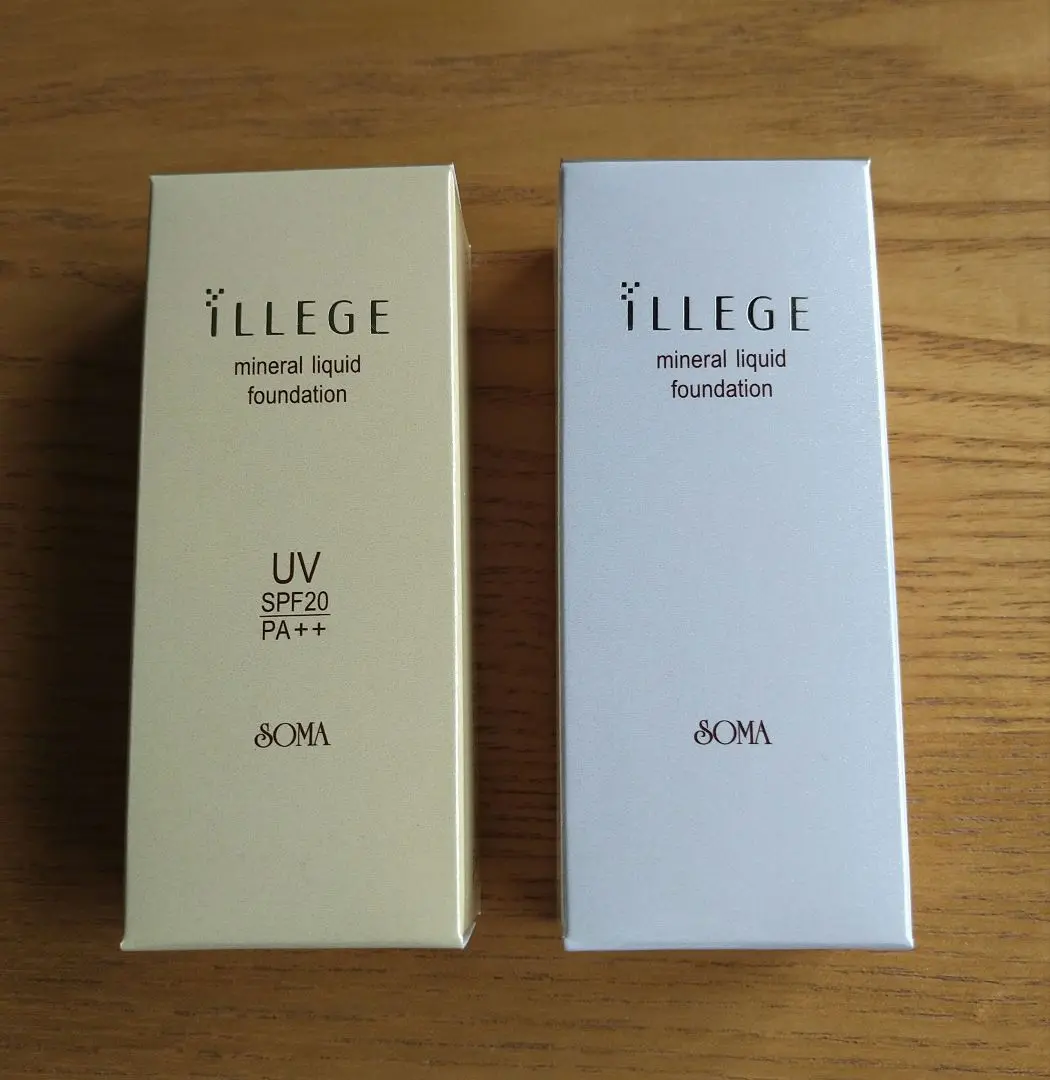 iLLEGE
mineral liquid
foundation
UV
SPF20
PA++
SOMA
iLLEGE
mineral liquid
foundation
SOMA